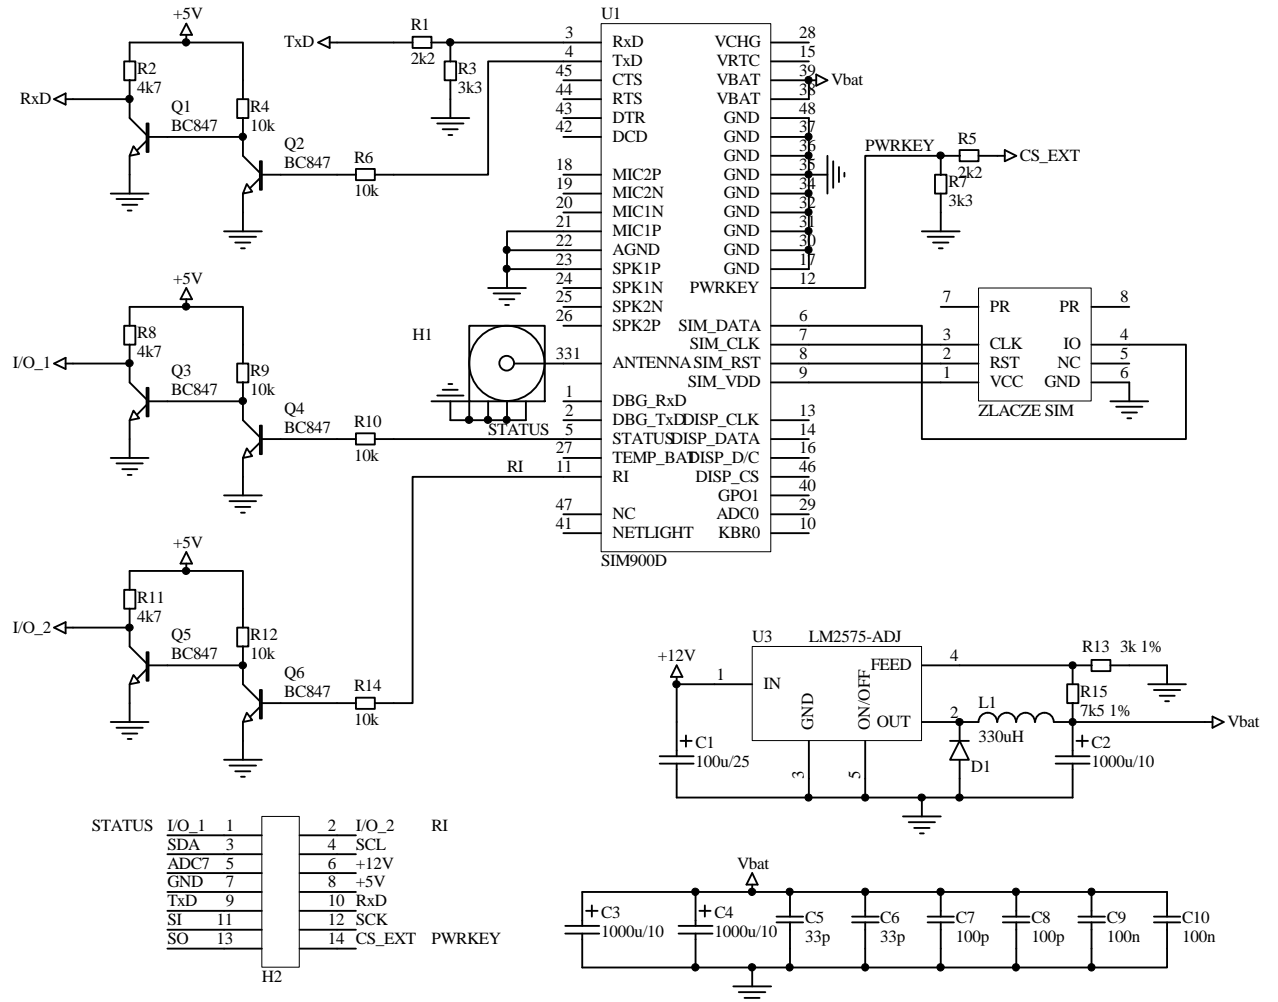 +5V
R2
4k7
RxD
Q1
BC847
R4
10k
Q2
BC847
R6
10k
TxD
R1
2k2
R3
3k3
+5V
R8
4k7
I/O_1
Q3
BC847
R9
10k
Q4
BC847
R10
10k
STATUS
RI
H1
+5V
R11
4k7
I/O_2
Q5
BC847
R12
10k
Q6
BC847
R14
10k
U1
3 RxD VCHG 28
4 TxD VRTC 15
45 CTS VBAT 39 Vbat
44 RTS VBAT 38
43 DTR GND 48
42 DCD GND 37
GND 36
18 MIC2P GND 35
19 MIC2N GND 34
20 MIC1N GND 32
21 MIC1P GND 31
22 AGND GND 30
23 SPK1P GND 17
24 SPK1N PWRKEY 12
25 SPK2N
26 SPK2P SIM_DATA 6
SIM_CLK 7
331 ANTENNA SIM_RST 8
SIM_VDD 9
1 DBG_RxD
2 DBG_TxD DISP_CLK 13
5 STATUS DISP_DATA 14
27 TEMP_BAT DISP_D/C 16
11 RI DISP_CS 46
GPO1 40
47 NC ADC0 29
41 NETLIGHT KBR0 10
SIM900D
PWRKEY
R5
2k2
CS_EXT
R7
3k3
7 PR PR 8
3 CLK IO 4
2 RST NC 5
1 VCC GND 6
ZLACZE SIM
U3 LM2575-ADJ
+12V
1 IN
FEED 4
GND
ON/OFF
OUT 2
3
5
R13 3k 1%
R15
7k5 1%
L1
330uH
Vbat
C1
100u/25
D1
C2
1000u/10
STATUS I/O_1 1 2 I/O_2 RI
SDA 3 4 SCL
ADC7 5 6 +12V
GND 7 8 +5V
TxD 9 10 RxD
SI 11 12 SCK
SO 13 14 CS_EXT PWRKEY
H2
Vbat
C3
1000u/10
C4
1000u/10
C5
33p
C6
33p
C7
100p
C8
100p
C9
100n
C10
100n